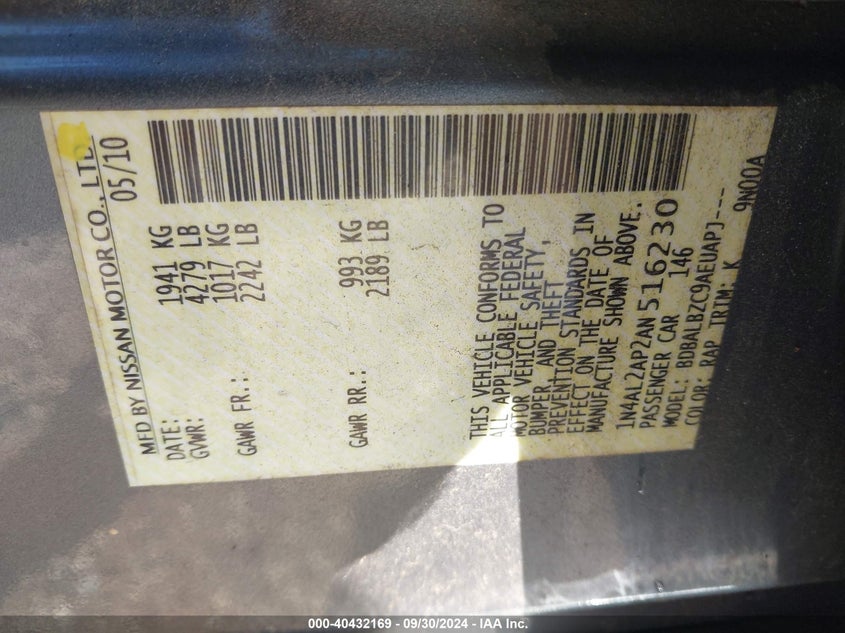 MFD BY NISSAN MOTOR CO., LTD.
DATE: 05/10
GVWR: 1941 KG
4279 LB
GAWR FR.: 1017 KG
2242 LB
GAWR RR.: 993 KG
2189 LB
THIS VEHICLE CONFORMS TO
ALL APPLICABLE FEDERAL
MOTOR VEHICLE SAFETY,
BUMPER, AND THEFT
PREVENTION STANDARDS IN
EFFECT ON THE DATE OF
MANUFACTURE SHOWN ABOVE.
1N4AL2AP2AN516230
PASSENGER CAR 146
MODEL: BDBALBZC9AEUAPJ---
COLOR: RAP TRIM: K 9N00A
000-40432169 - 09/30/2024 - IAA Inc.